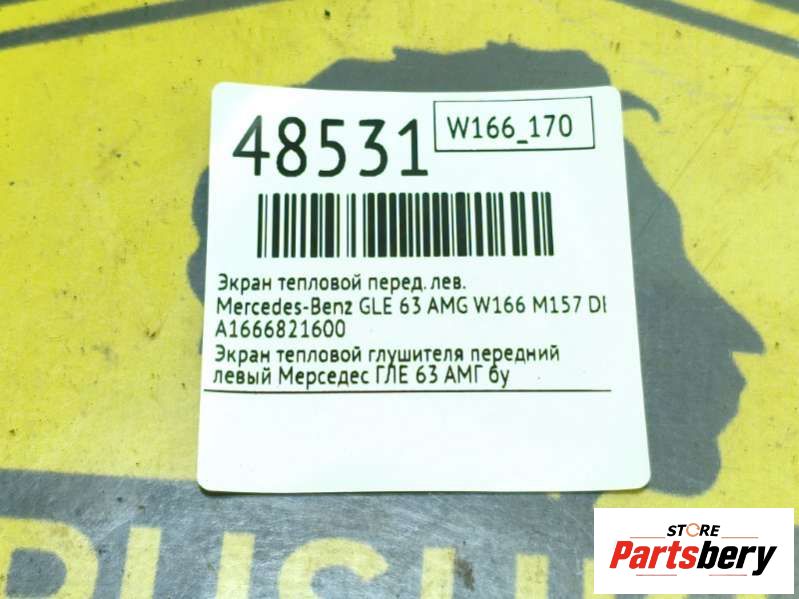 48531
W166_170
Экран тепловой перед. лев.
Mercedes-Benz GLE 63 AMG W166 M157 DI
A1666821600
Экран тепловой глушителя передний
левый Мерседес ГЛЕ 63 АМГ бу
STORE
Partsbery